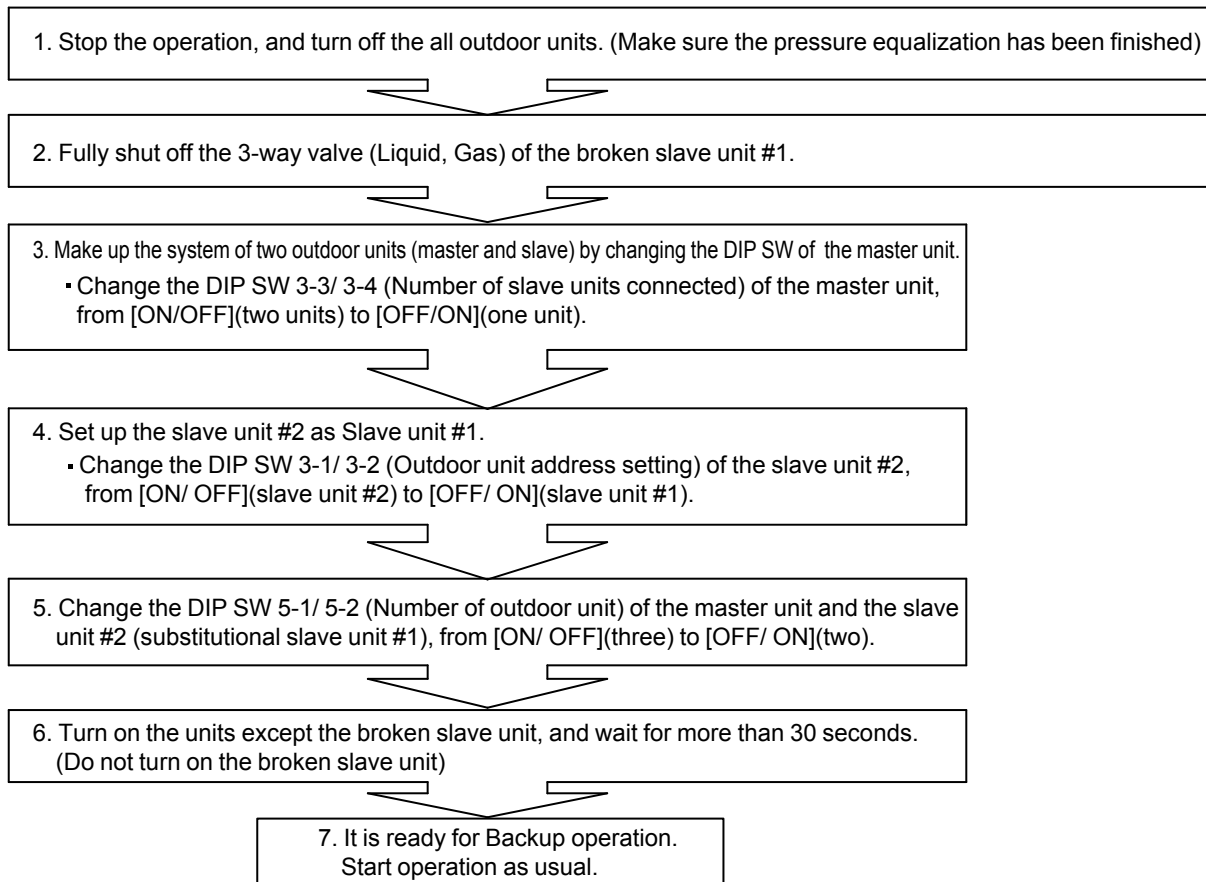 1. Stop the operation, and turn off the all outdoor units. (Make sure the pressure equalization has been finished)
2. Fully shut off the 3-way valve (Liquid, Gas) of the broken slave unit #1.
3. Make up the system of two outdoor units (master and slave) by changing the DIP SW of the master unit.
▪ Change the DIP SW 3-3/ 3-4 (Number of slave units connected) of the master unit,
from [ON/OFF](two units) to [OFF/ON](one unit).
4. Set up the slave unit #2 as Slave unit #1.
▪ Change the DIP SW 3-1/ 3-2 (Outdoor unit address setting) of the slave unit #2,
from [ON/ OFF](slave unit #2) to [OFF/ ON](slave unit #1).
5. Change the DIP SW 5-1/ 5-2 (Number of outdoor unit) of the master unit and the slave
unit #2 (substitutional slave unit #1), from [ON/ OFF](three) to [OFF/ ON](two).
6. Turn on the units except the broken slave unit, and wait for more than 30 seconds.
(Do not turn on the broken slave unit)
7. It is ready for Backup operation.
Start operation as usual.